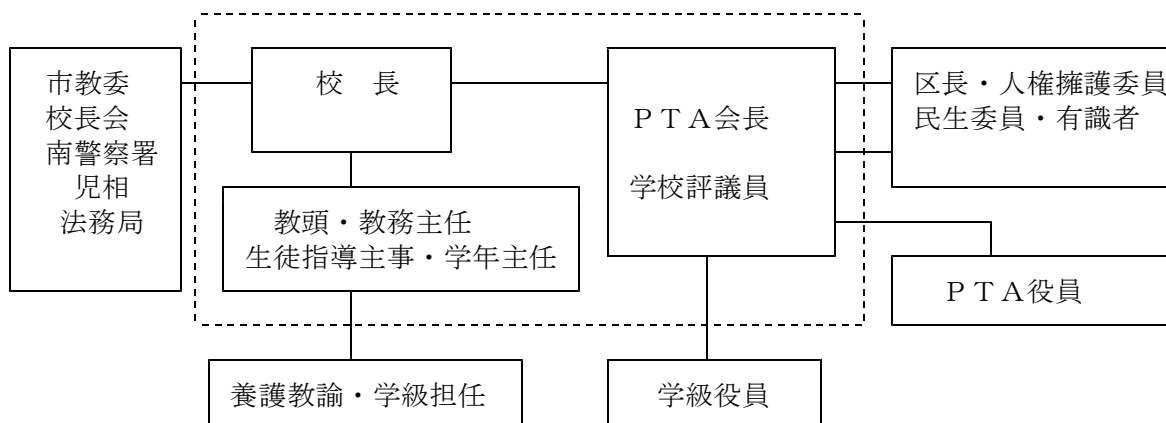 市教委
校長会
南警察署
児相
法務局
校　長
教頭・教務主任
生徒指導主事・学年主任
養護教諭・学級担任
ＰＴＡ会長
学校評議員
学級役員
区長・人権擁護委員
民生委員・有識者
ＰＴＡ役員